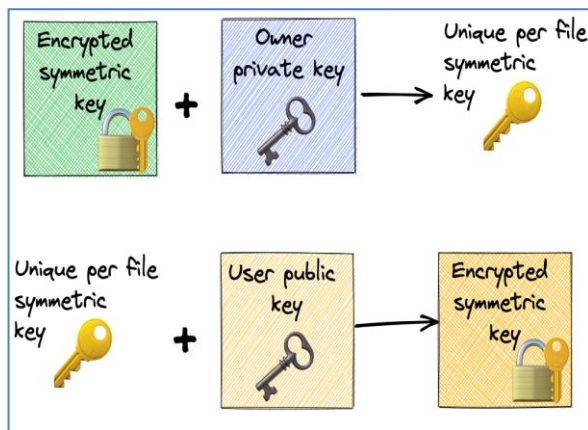 Encrypted
symmetric
key
+
Owner
private key
Unique per file
symmetric
key
Unique per file
symmetric
key
+
User public
key
Encrypted
symmetric
key